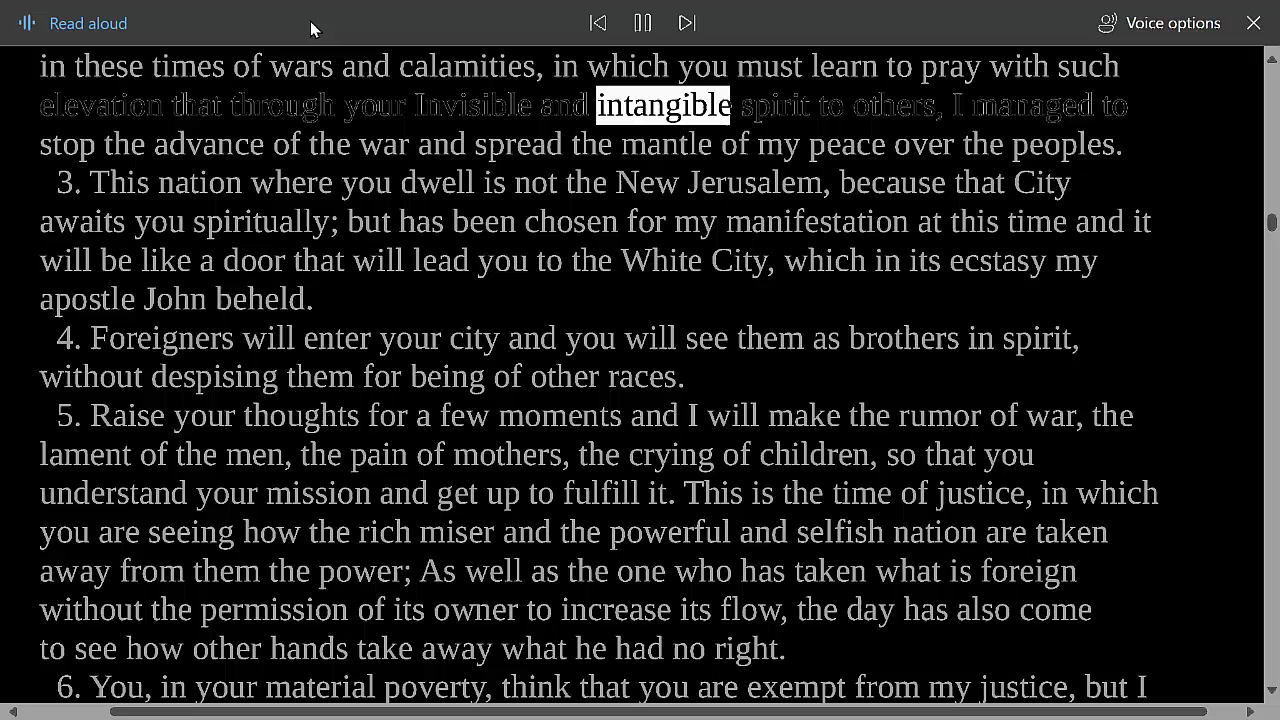 Read aloud
Voice options
in these times of wars and calamities, in which you must learn to pray with such
elevation that through your Invisible and intangible spirit to others, I managed to
stop the advance of the war and spread the mantle of my peace over the peoples.
3. This nation where you dwell is not the New Jerusalem, because that City
awaits you spiritually; but has been chosen for my manifestation at this time and it
will be like a door that will lead you to the White City, which in its ecstasy my
apostle John beheld.
4. Foreigners will enter your city and you will see them as brothers in spirit,
without despising them for being of other races.
5. Raise your thoughts for a few moments and I will make the rumor of war, the
lament of the men, the pain of mothers, the crying of children, so that you
understand your mission and get up to fulfill it. This is the time of justice, in which
you are seeing how the rich miser and the powerful and selfish nation are taken
away from them the power; As well as the one who has taken what is foreign
without the permission of its owner to increase its flow, the day has also come
to see how other hands take away what he had no right.
6. You, in your material poverty, think that you are exempt from my justice, but I